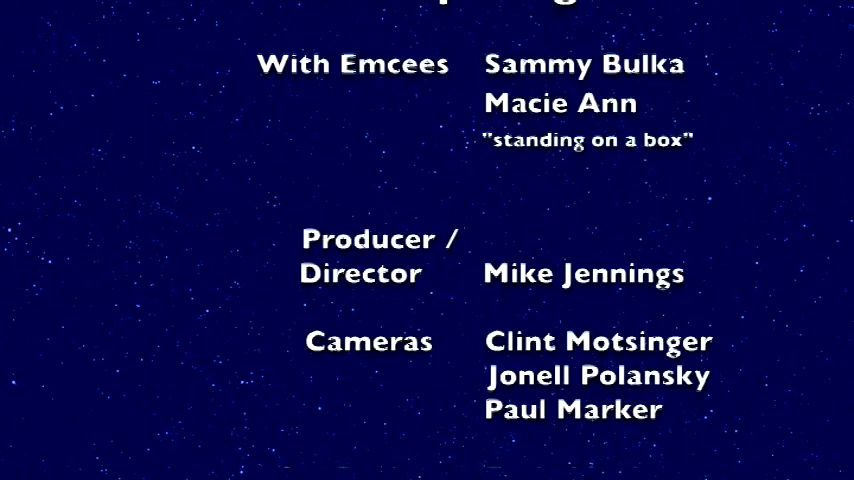 With Emcees Sammy Bulka
Macie Ann
"standing on a box"
Producer /
Director Mike Jennings
Cameras Clint Motsinger
Jonell Polansky
Paul Marker